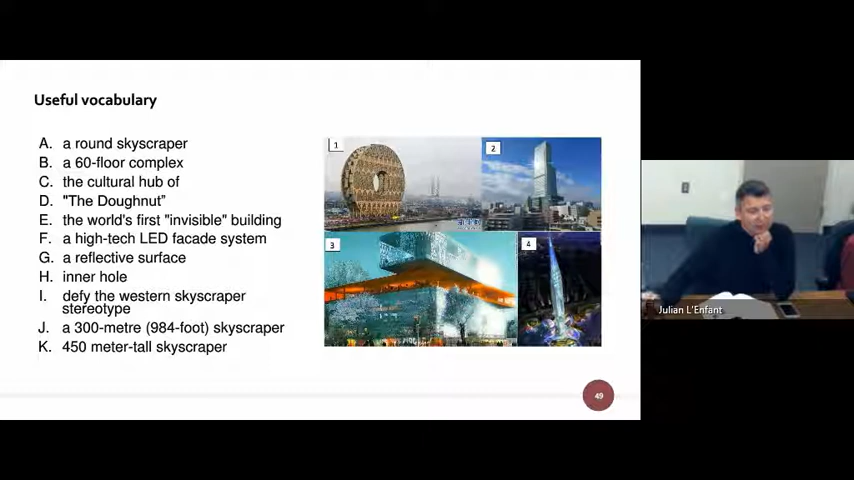 Useful vocabulary
A. a round skyscraper
B. a 60-floor complex
C. the cultural hub of
D. "The Doughnut”
E. the world's first "invisible" building
F. a high-tech LED facade system
G. a reflective surface
H. inner hole
I. defy the western skyscraper
stereotype
J. a 300-metre (984-foot) skyscraper
K. 450 meter-tall skyscraper
1
2
3
4
49
Julian L'Enfant